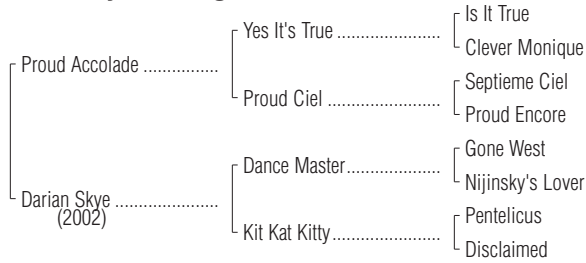 Is It True
Yes It's True ..................
Clever Monique
Proud Accolade ................
Septieme Ciel
Proud Ciel ......................
Proud Encore
Gone West
Dance Master...................
Nijinsky's Lover
Darian Skye ......................
(2002)
Pentelicus
Kit Kat Kitty......................
Disclaimed